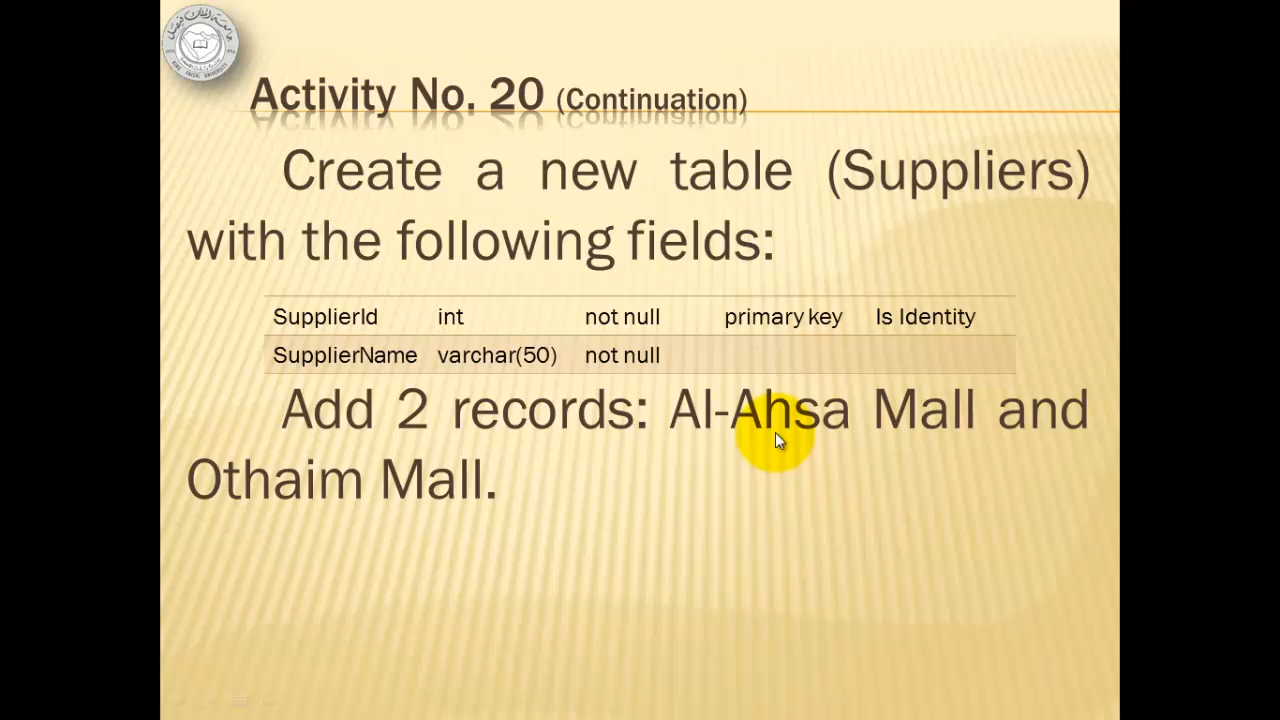 Activity No. 20 (Continuation)
Create a new table (Suppliers)
with the following fields:
SupplierId int not null primary key Is Identity
SupplierName varchar(50) not null
Add 2 records: Al-Ahsa Mall and
Othaim Mall.